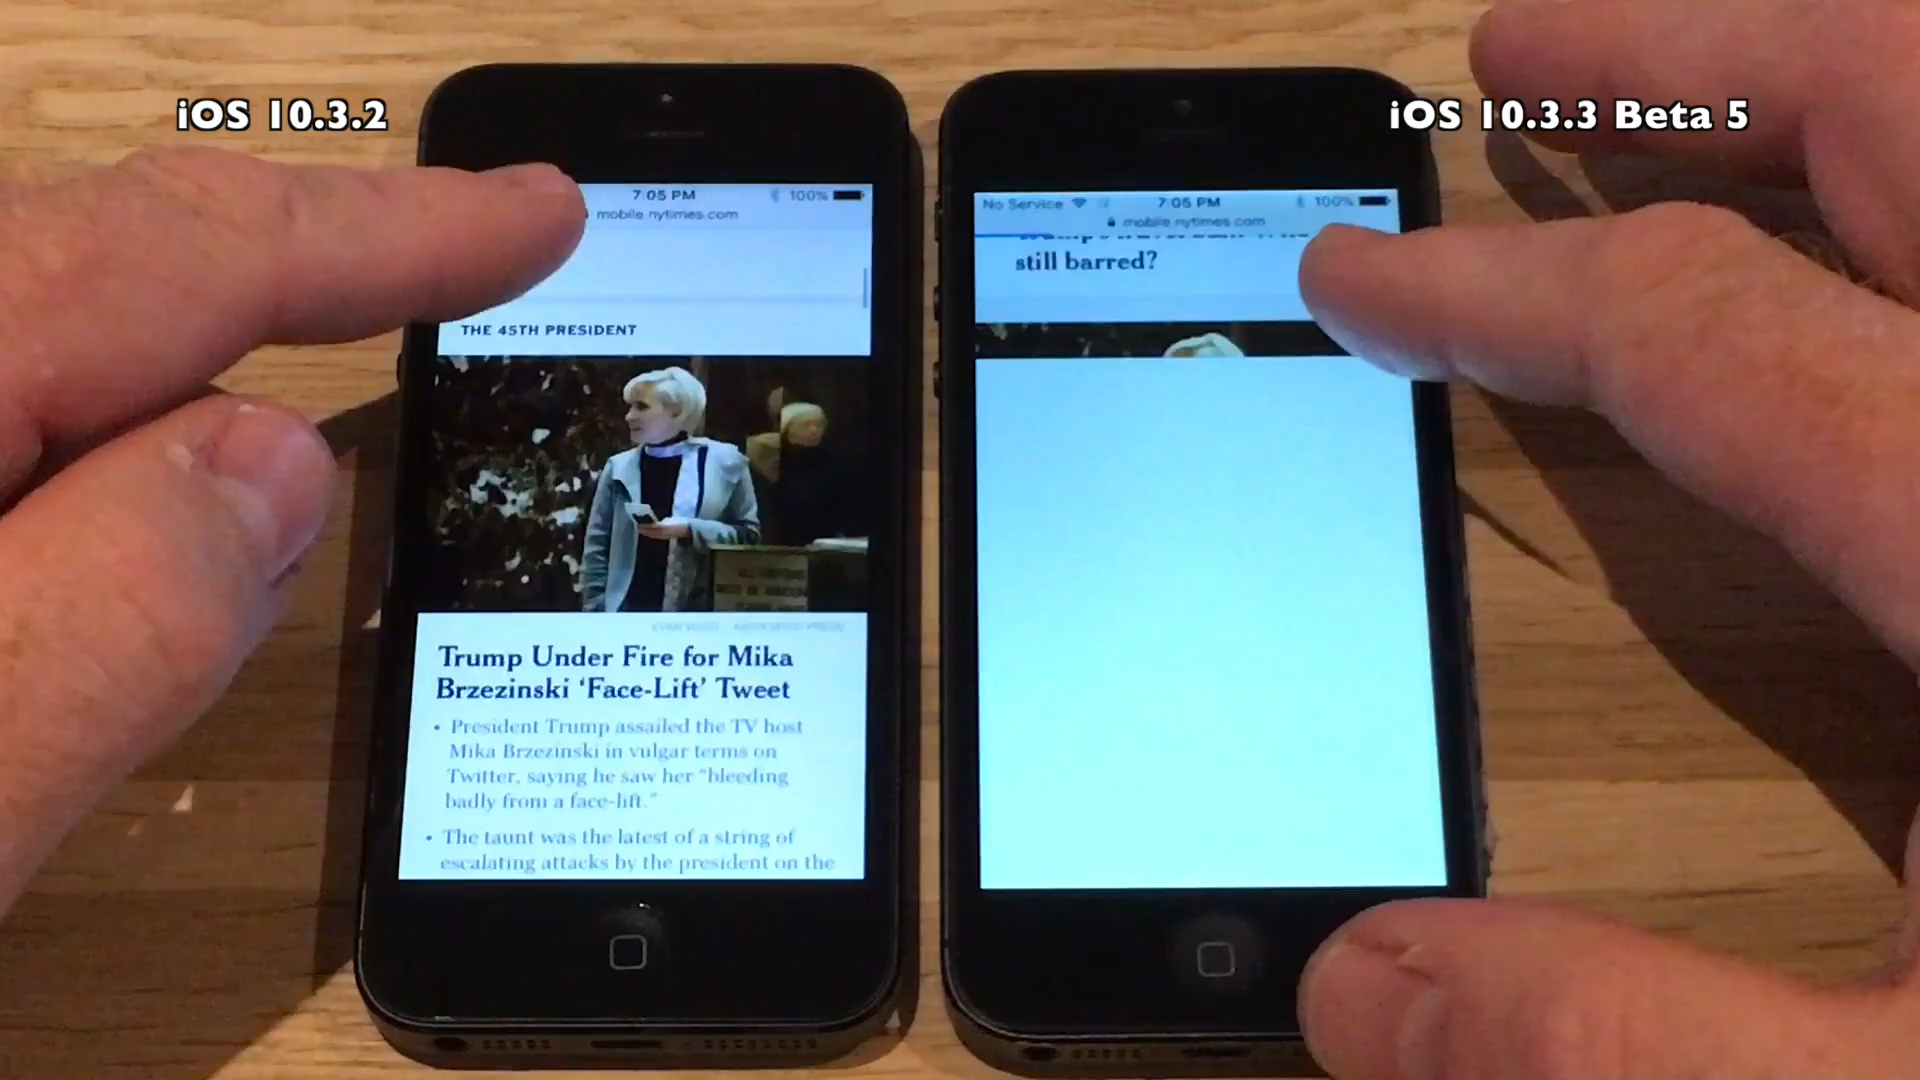 iOS 10.3.2
iOS 10.3.3 Beta 5
7:05 PM
100%
mobile.nytimes.com
THE 45TH PRESIDENT
Trump Under Fire for Mika
Brzezinski ‘Face-Lift’ Tweet
• President Trump assailed the TV host
Mika Brzezinski in vulgar terms on
Twitter, saying he saw her “bleeding
badly from a face-lift.”
• The taunt was the latest of a string of
escalating attacks by the president on the
No Service
7:05 PM
100%
mobile.nytimes.com
still barred?